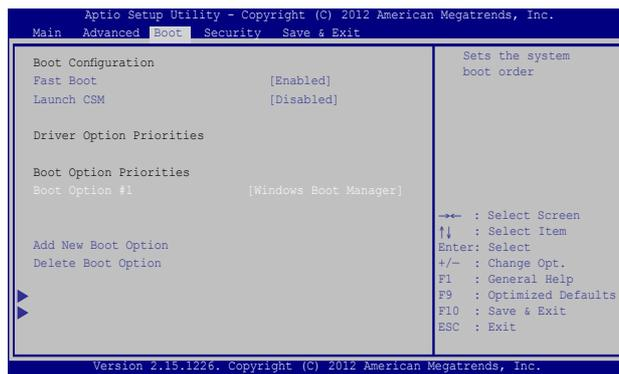 Aptio Setup Utility - Copyright (C) 2012 American Megatrends, Inc.
Main Advanced Boot Security Save & Exit
Boot Configuration
Fast Boot [Enabled]
Launch CSM [Disabled]
Driver Option Priorities
Boot Option Priorities
Boot Option #1 [Windows Boot Manager]
Add New Boot Option
Delete Boot Option
Sets the system
boot order
→← : Select Screen
↑↓ : Select Item
Enter: Select
+/— : Change Opt.
F1 : General Help
F9 : Optimized Defaults
F10 : Save & Exit
ESC : Exit
Version 2.15.1226. Copyright (C) 2012 American Megatrends, Inc.